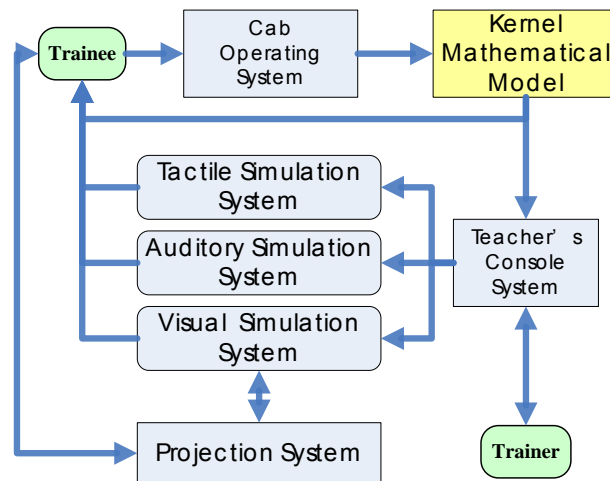 Trainee
Cab
Operating
System
Kernel
Mathematical
Model
Tactile Simulation
System
Auditory Simulation
System
Visual Simulation
System
Teacher’s
Console
System
Projection System
Trainer